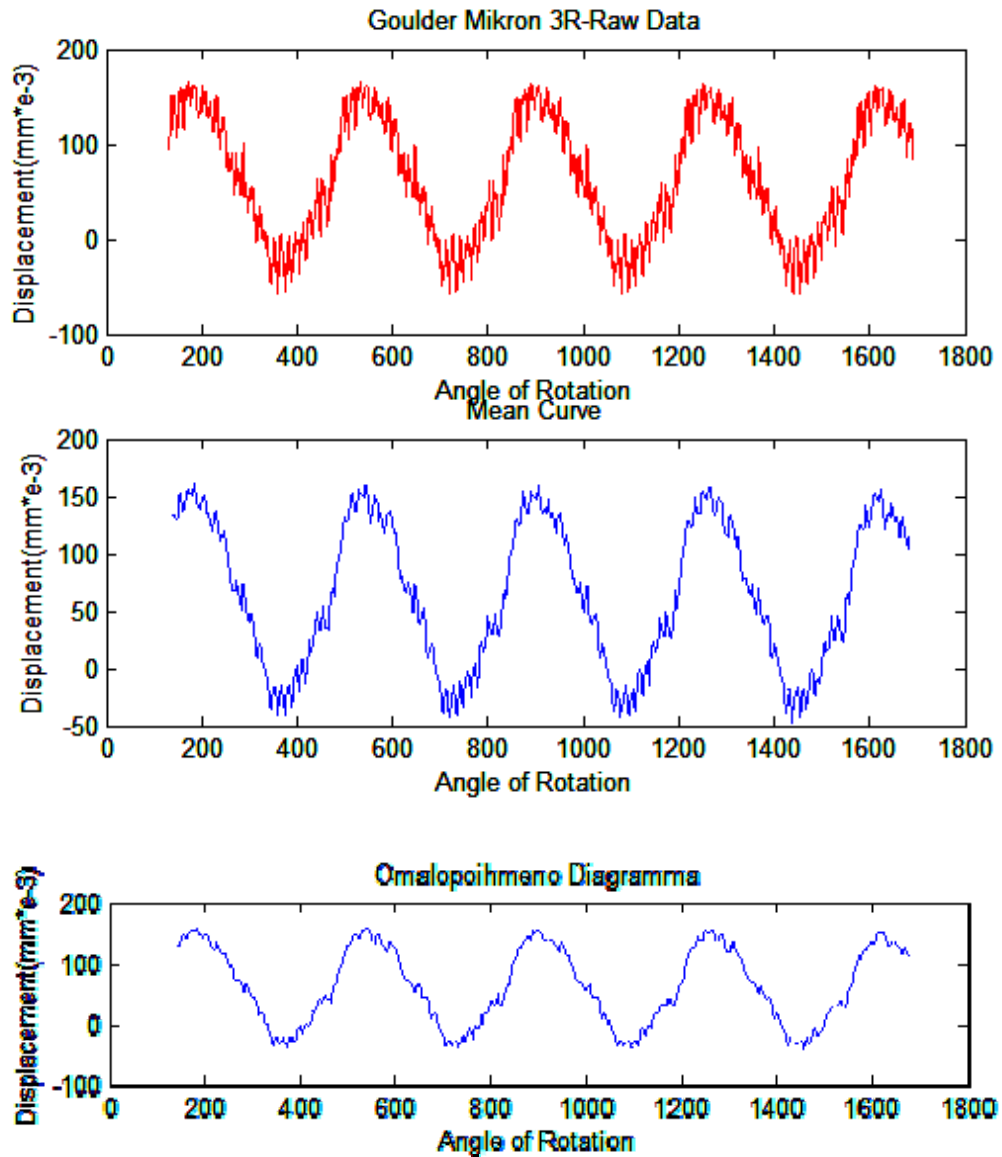 Goulder Mikron 3R-Raw Data
200
100
0
-100
Displacement(mm*e-3)
0 200 400 600 800 1000 1200 1400 1600 1800
Angle of Rotation
Mean Curve
200
150
100
50
0
-50
Displacement(mm*e-3)
0 200 400 600 800 1000 1200 1400 1600 1800
Angle of Rotation
Omalopoihmeno Diagramma
200
100
0
-100
Displacement(mm*e-3)
0 200 400 600 800 1000 1200 1400 1600 1800
Angle of Rotation